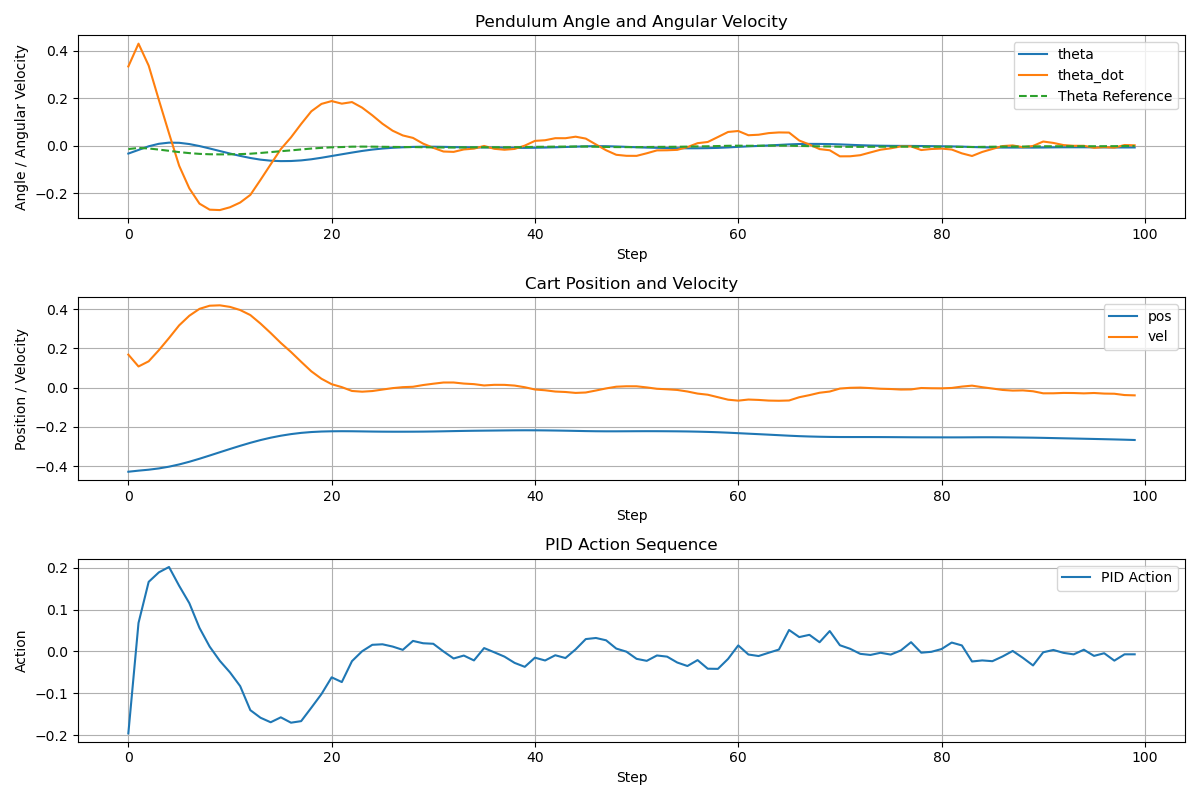 Pendulum Angle and Angular Velocity
Angle / Angular Velocity
0.4
0.2
0.0
−0.2
theta
theta_dot
Theta Reference
0 20 40 60 80 100
Step
Cart Position and Velocity
Position / Velocity
0.4
0.2
0.0
−0.2
−0.4
pos
vel
0 20 40 60 80 100
Step
PID Action Sequence
Action
0.2
0.1
0.0
−0.1
−0.2
PID Action
0 20 40 60 80 100
Step